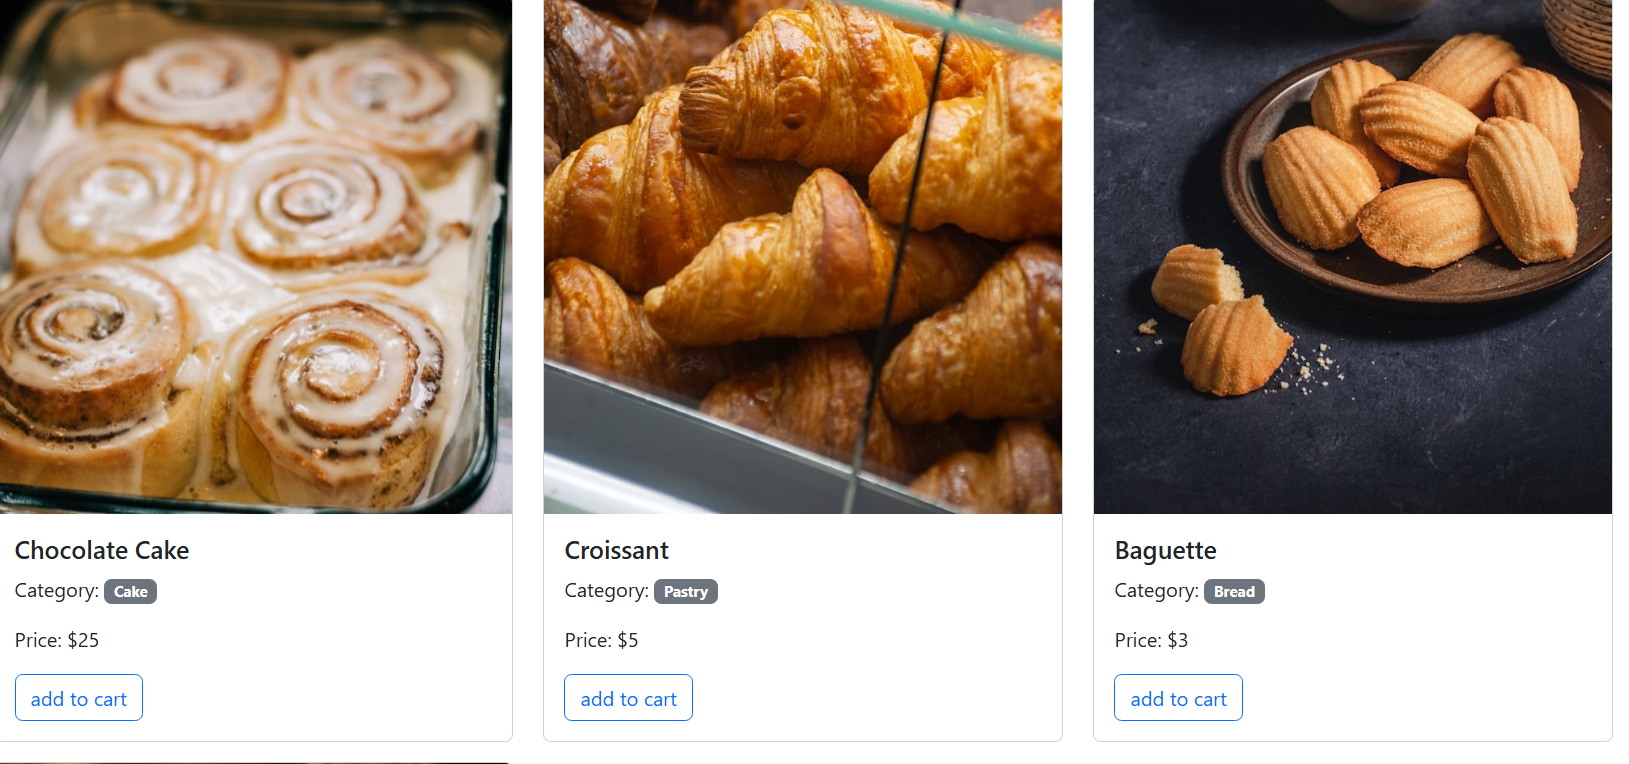 Chocolate Cake
Category: Cake
Price: $25
add to cart
Croissant
Category: Pastry
Price: $5
add to cart
Baguette
Category: Bread
Price: $3
add to cart